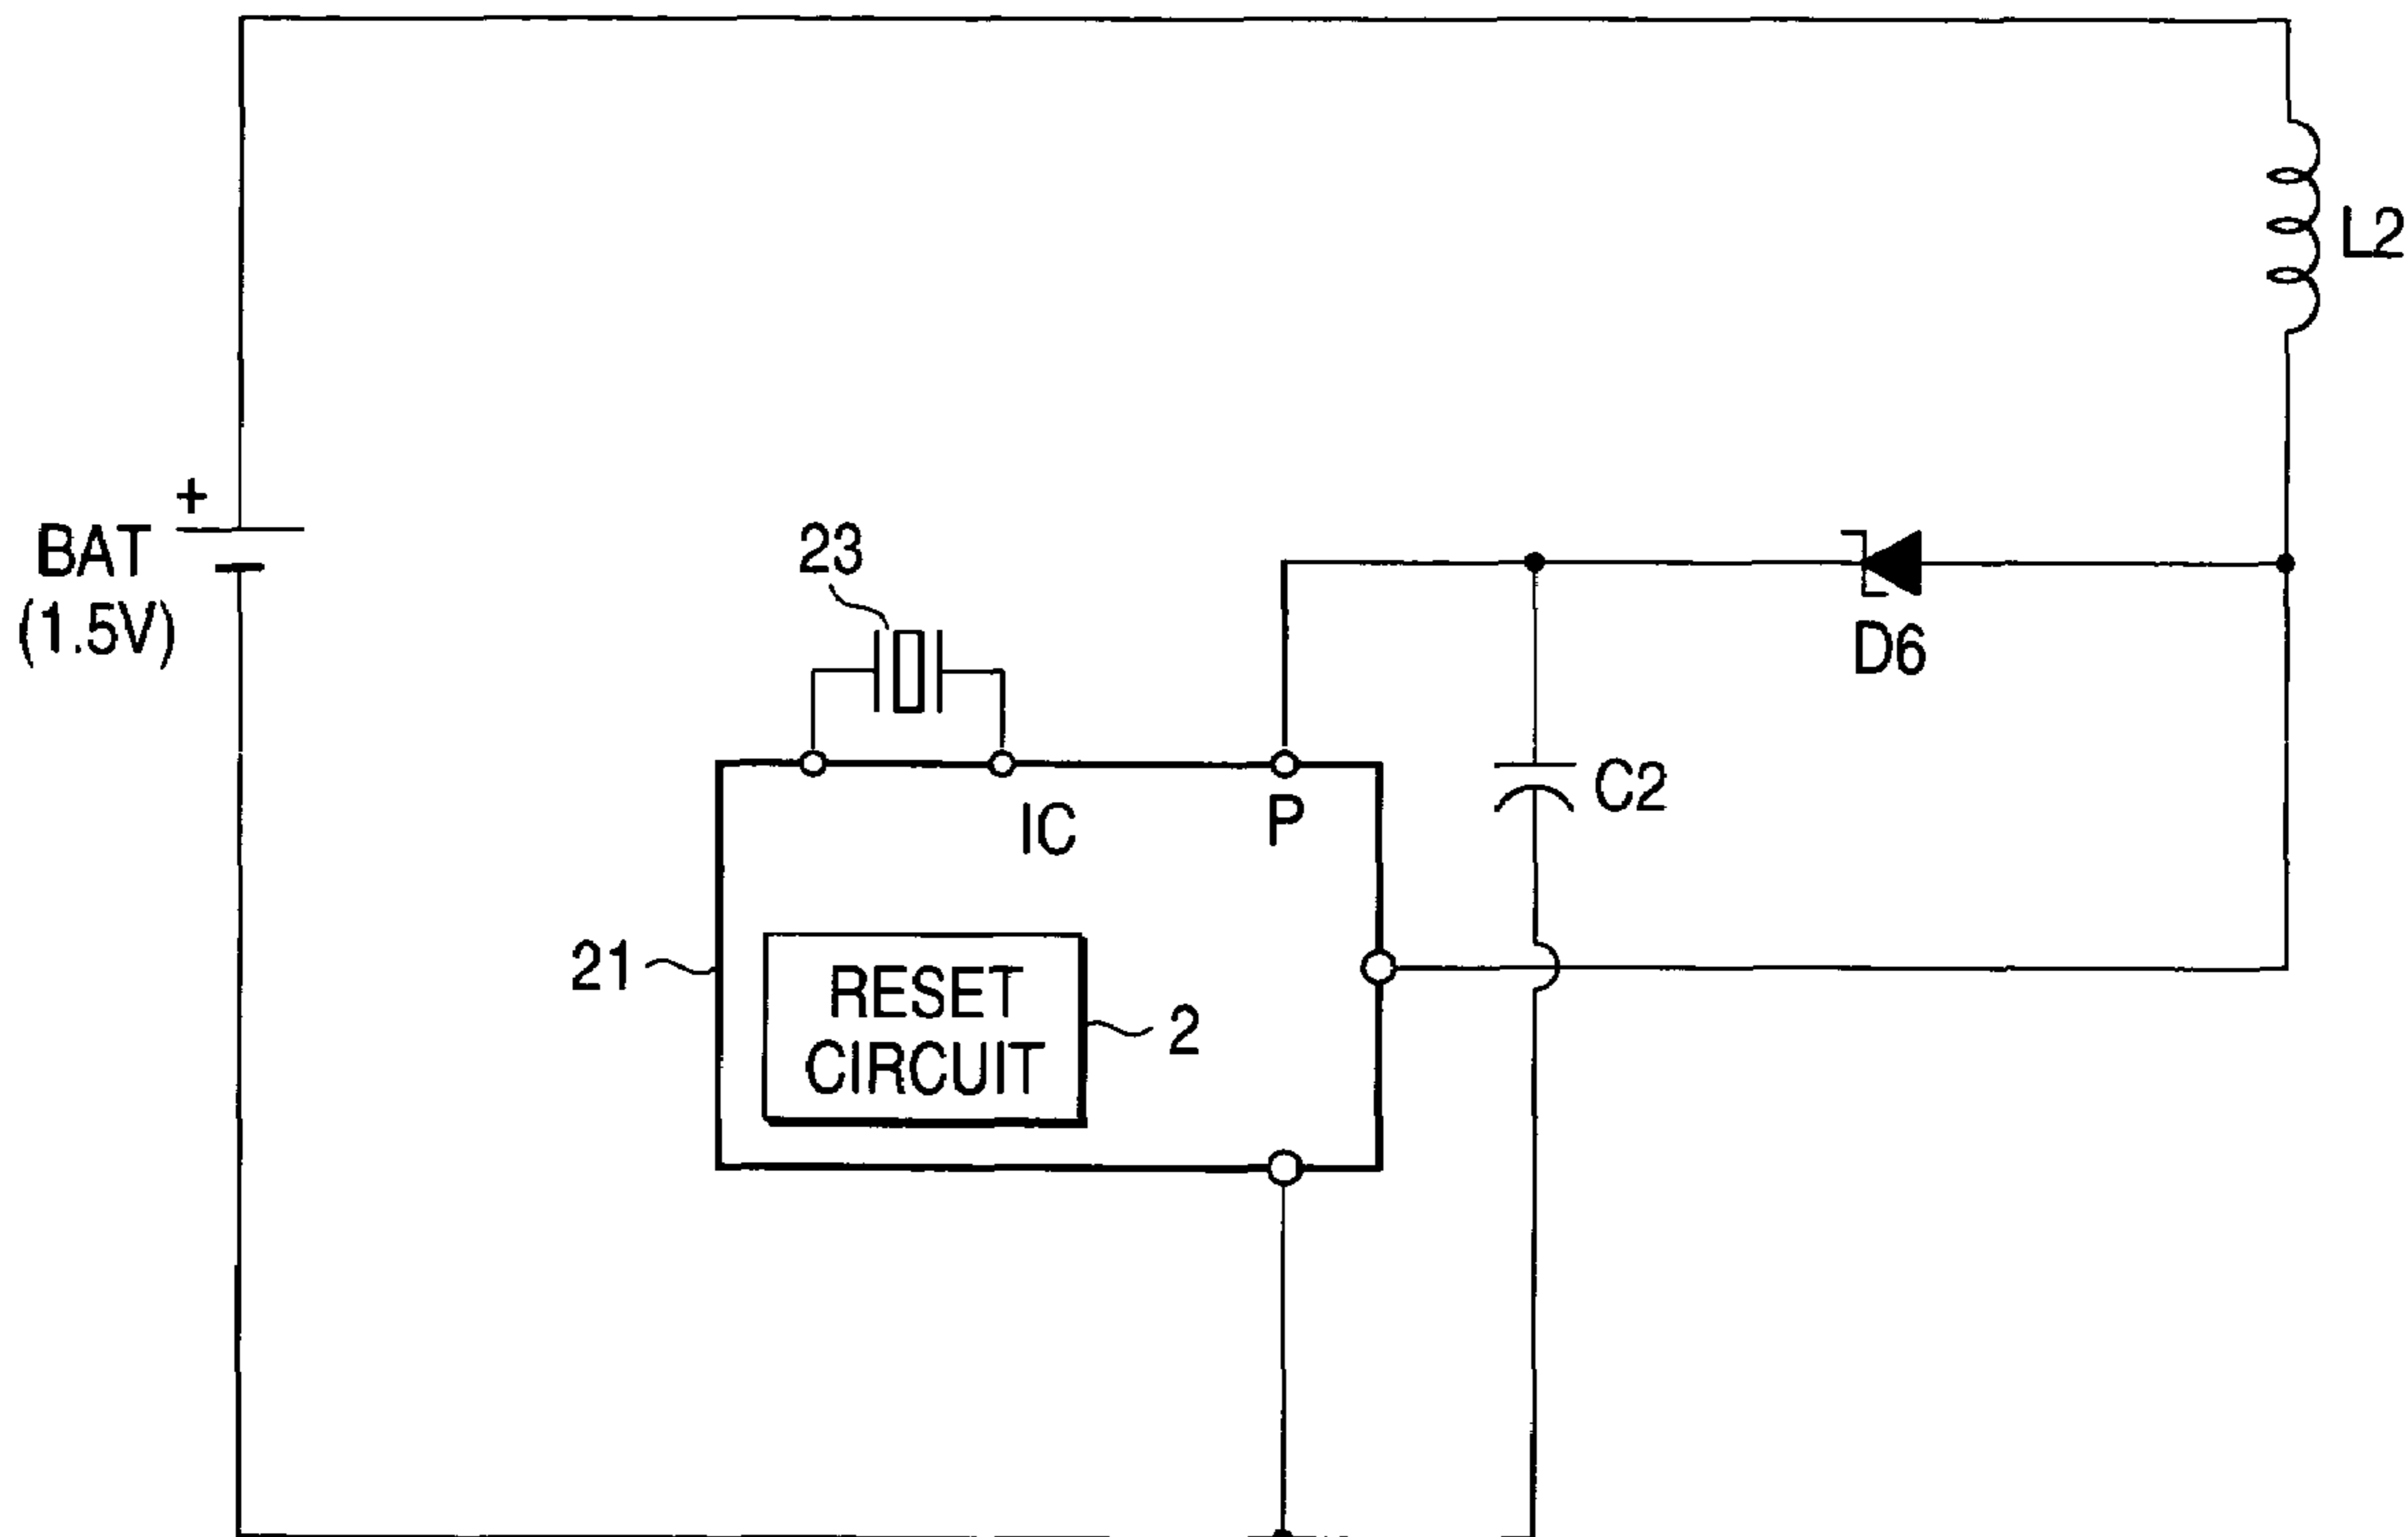 L2
+
BAT
(1.5V)
23
D6
IC
P
C2
21
RESET
CIRCUIT
2